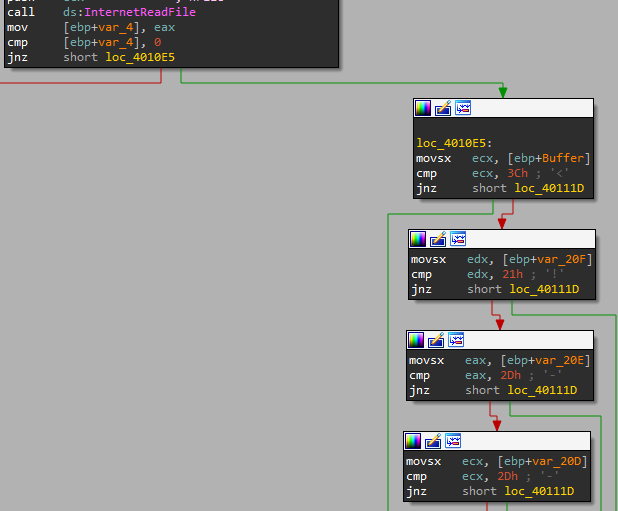 call ds:InternetReadFile
mov [ebp+var_4], eax
cmp [ebp+var_4], 0
jnz short loc_4010E5
loc_4010E5:
movsx ecx, [ebp+Buffer]
cmp ecx, 3Ch ; '<'
jnz short loc_40111D
movsx edx, [ebp+var_20F]
cmp edx, 21h ; '!'
jnz short loc_40111D
movsx eax, [ebp+var_20E]
cmp eax, 2Dh ; '-'
jnz short loc_40111D
movsx ecx, [ebp+var_20D]
cmp ecx, 2Dh ; '-'
jnz short loc_40111D